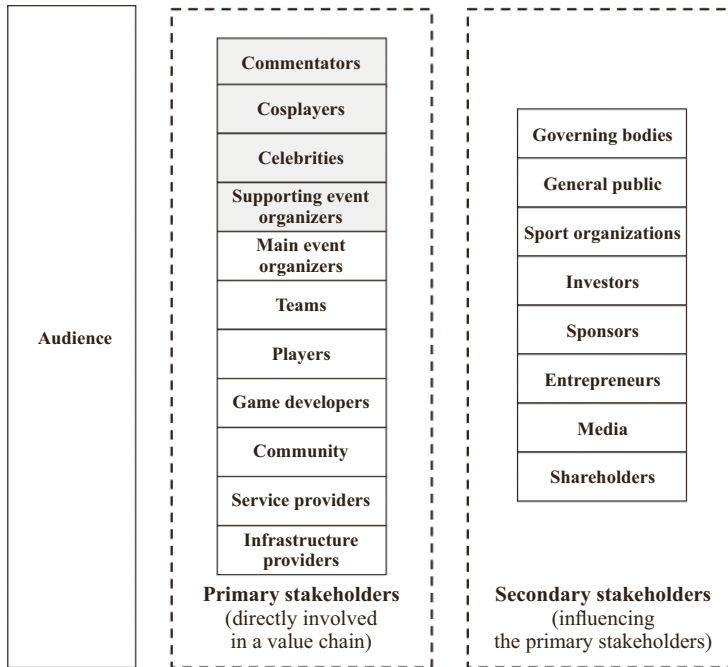 Audience
Commentators
Cosplayers
Celebrities
Supporting event
organizers
Main event
organizers
Teams
Players
Game developers
Community
Service providers
Infrastructure
providers
Primary stakeholders
(directly involved
in a value chain)
Governing bodies
General public
Sport organizations
Investors
Sponsors
Entrepreneurs
Media
Shareholders
Secondary stakeholders
(influencing
the primary stakeholders)